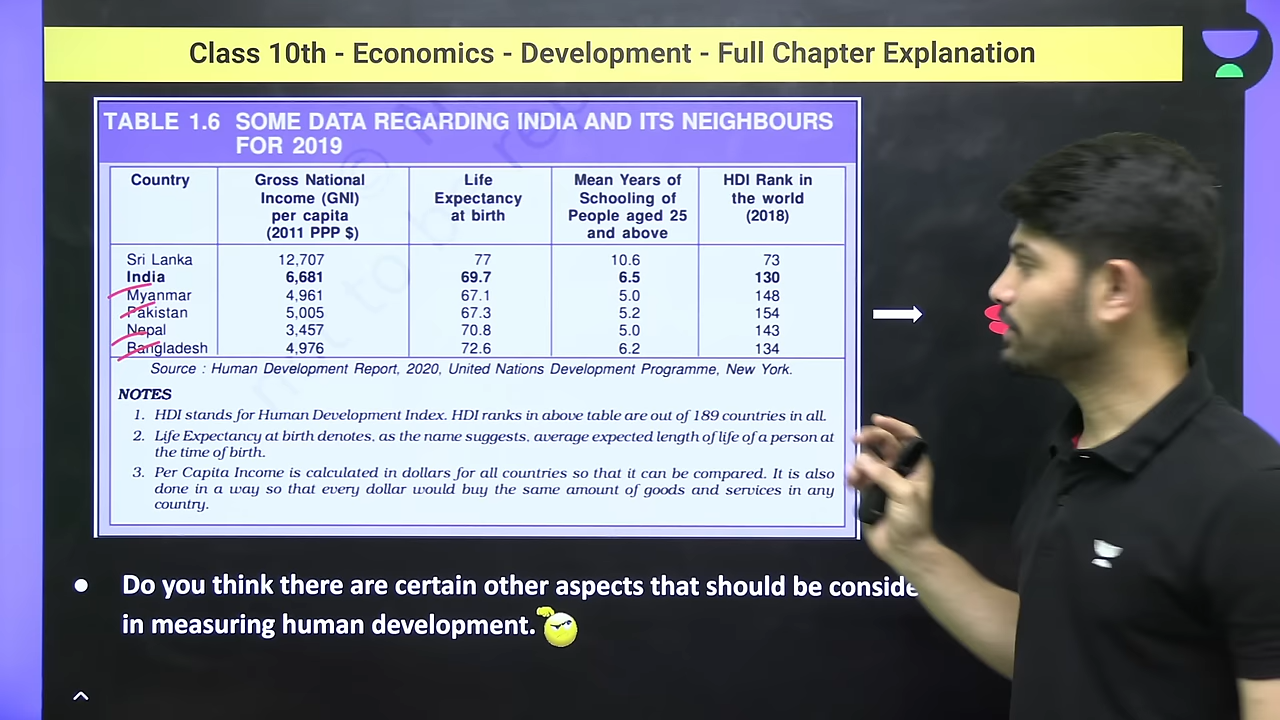 Class 10th - Economics - Development - Full Chapter Explanation
TABLE 1.6 SOME DATA REGARDING INDIA AND ITS NEIGHBOURS
FOR 2019
Country Gross National Income (GNI) per capita (2011 PPP $) Life Expectancy at birth Mean Years of Schooling of People aged 25 and above HDI Rank in the world (2018)
Sri Lanka 12,707 77 10.6 73
India 6,681 69.7 6.5 130
Myanmar 4,961 67.1 5.0 148
Pakistan 5,005 67.3 5.2 154
Nepal 3,457 70.8 5.0 143
Bangladesh 4,976 72.6 6.2 134
Source : Human Development Report, 2020, United Nations Development Programme, New York.
NOTES
1. HDI stands for Human Development Index. HDI ranks in above table are out of 189 countries in all.
2. Life Expectancy at birth denotes, as the name suggests, average expected length of life of a person at
the time of birth.
3. Per Capita Income is calculated in dollars for all countries so that it can be compared. It is also
done in a way so that every dollar would buy the same amount of goods and services in any
country.
• Do you think there are certain other aspects that should be conside
in measuring human development.